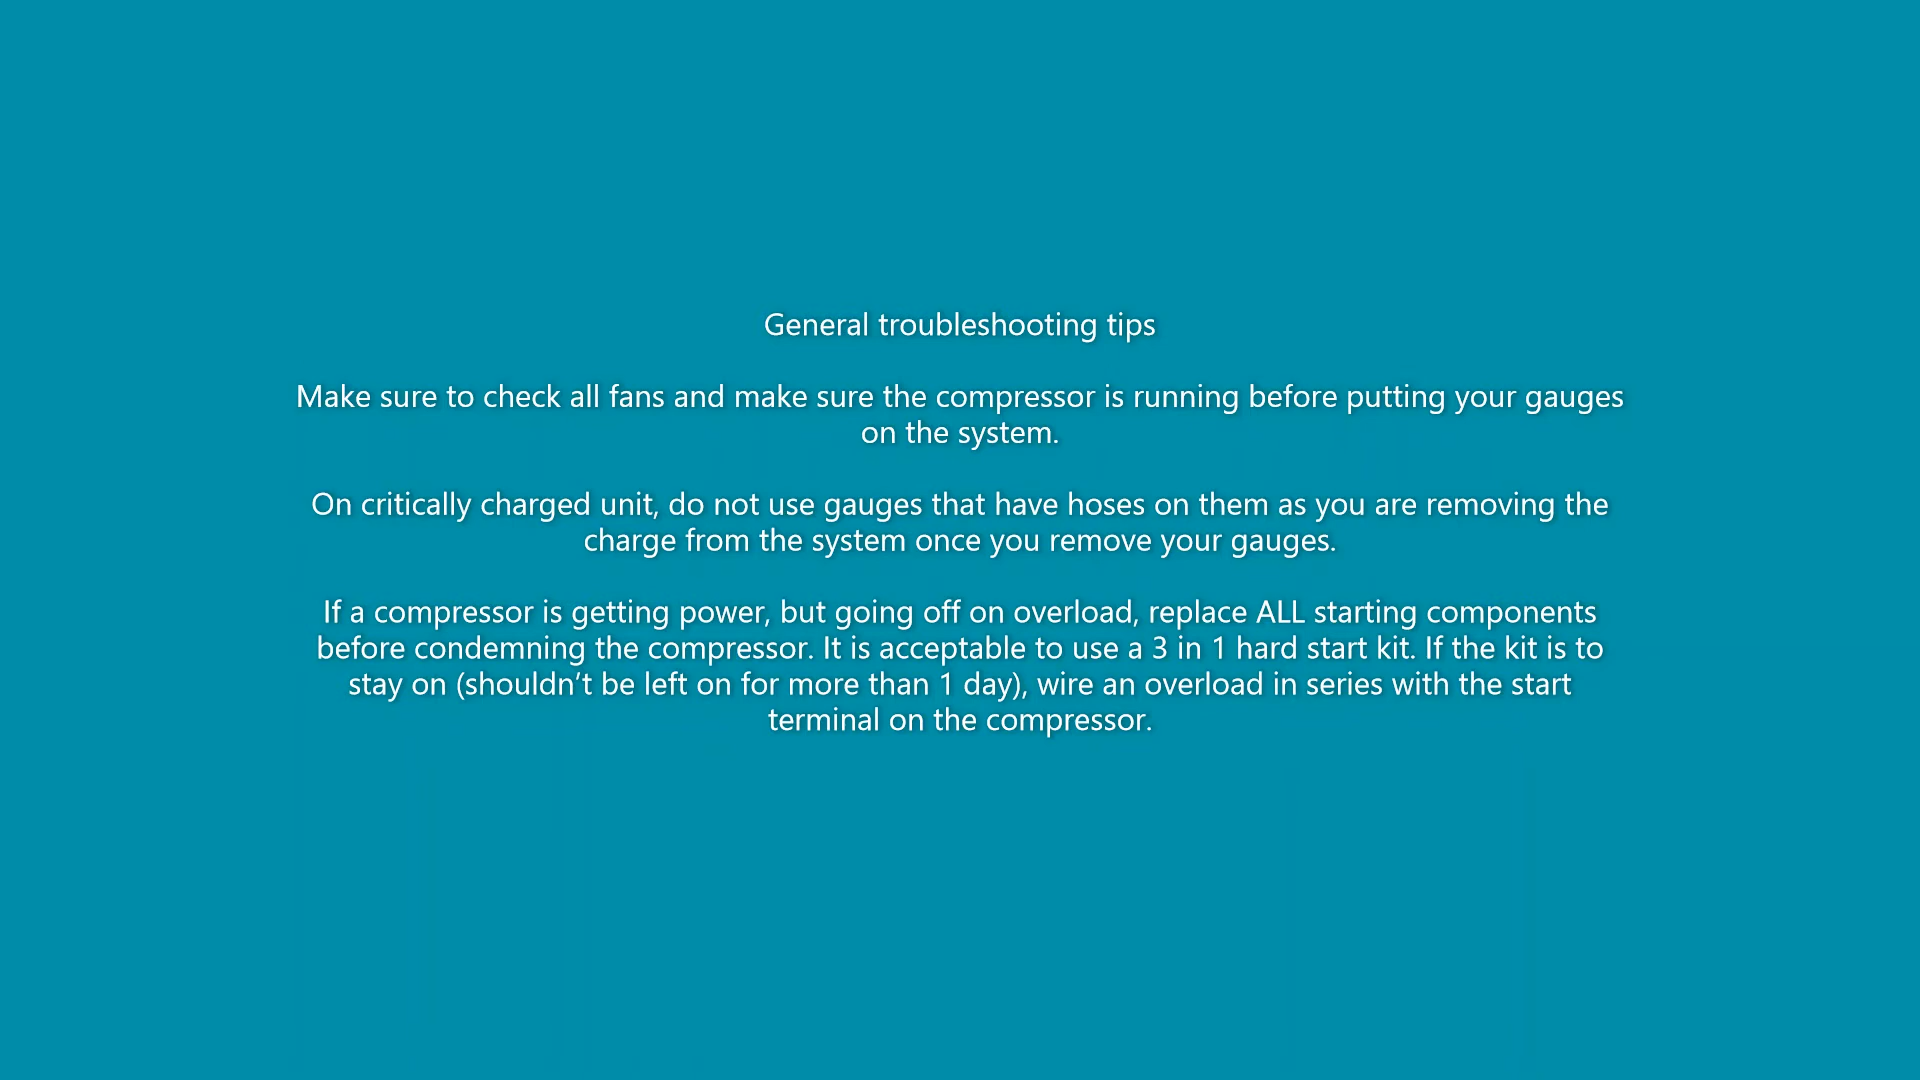 General troubleshooting tips
Make sure to check all fans and make sure the compressor is running before putting your gauges
on the system.
On critically charged unit, do not use gauges that have hoses on them as you are removing the
charge from the system once you remove your gauges.
If a compressor is getting power, but going off on overload, replace ALL starting components
before condemning the compressor. It is acceptable to use a 3 in 1 hard start kit. If the kit is to
stay on (shouldn’t be left on for more than 1 day), wire an overload in series with the start
terminal on the compressor.